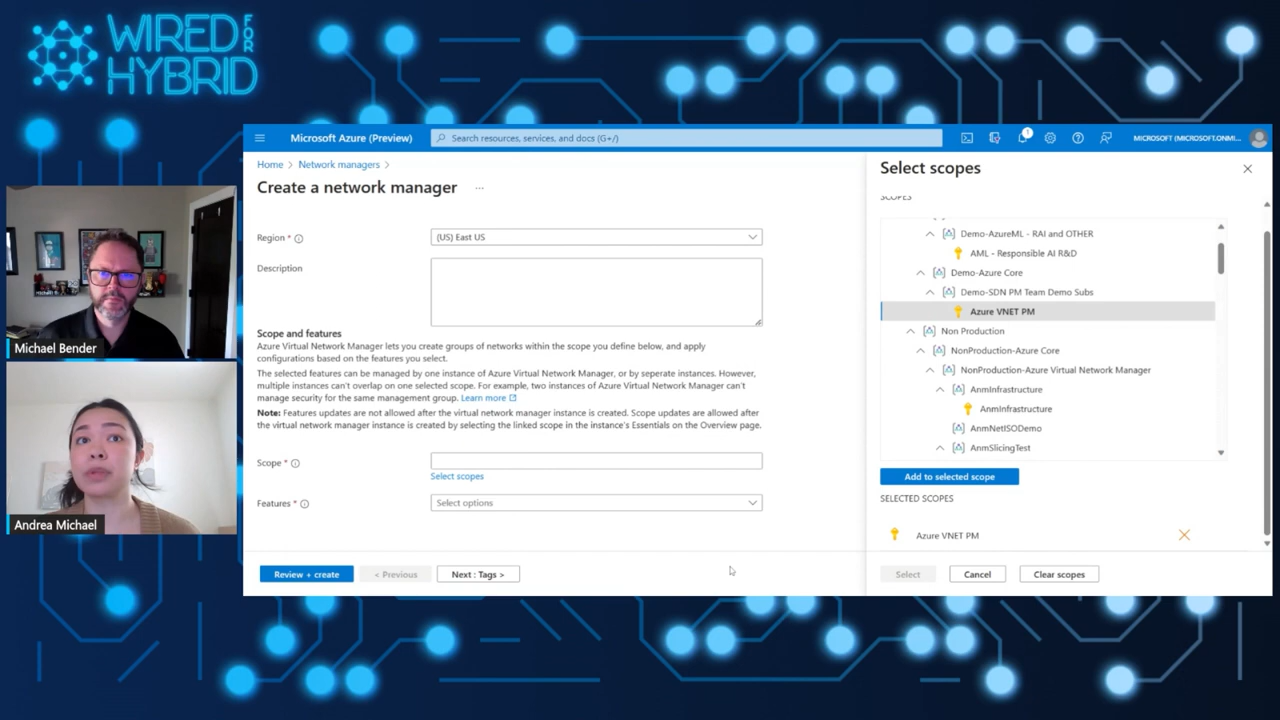 WIRED
FOR
HYBRID
Microsoft Azure (Preview)
Search resources, services, and docs (G+/)
1
MICROSOFT (MICROSOFT.ONMI...
Home > Network managers >
Create a network manager ...
Region *
(US) East US
Description
Scope and features
Azure Virtual Network Manager lets you create groups of networks within the scope you define below, and apply
configurations based on the features you select.
The selected features can be managed by one instance of Azure Virtual Network Manager, or by seperate instances. However,
multiple instances can't overlap on one selected scope. For example, two instances of Azure Virtual Network Manager can't
manage security for the same management group. Learn more
Note: Features updates are not allowed after the virtual network manager instance is created. Scope updates are allowed after
the virtual network manager instance is created by selecting the linked scope in the instance's Essentials on the Overview page.
Scope *
Select scopes
Features *
Select options
Review + create
< Previous
Next : Tags >
Select scopes
SCOPES
Demo-AzureML - RAI and OTHER
AML - Responsible AI R&D
Demo-Azure Core
Demo-SDN PM Team Demo Subs
Azure VNET PM
Non Production
NonProduction-Azure Core
NonProduction-Azure Virtual Network Manager
AnmInfrastructure
AnmInfrastructure
AnmNetISODemo
AnmSlicingTest
Add to selected scope
SELECTED SCOPES
Azure VNET PM
Select
Cancel
Clear scopes
Michael Bender
Andrea Michael